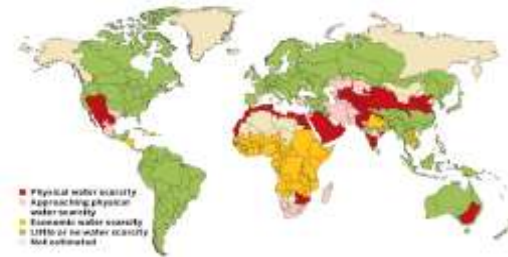 Physical water scarcity
Approaching physical
water scarcity
Economic water scarcity
Little or no water scarcity
Not estimated